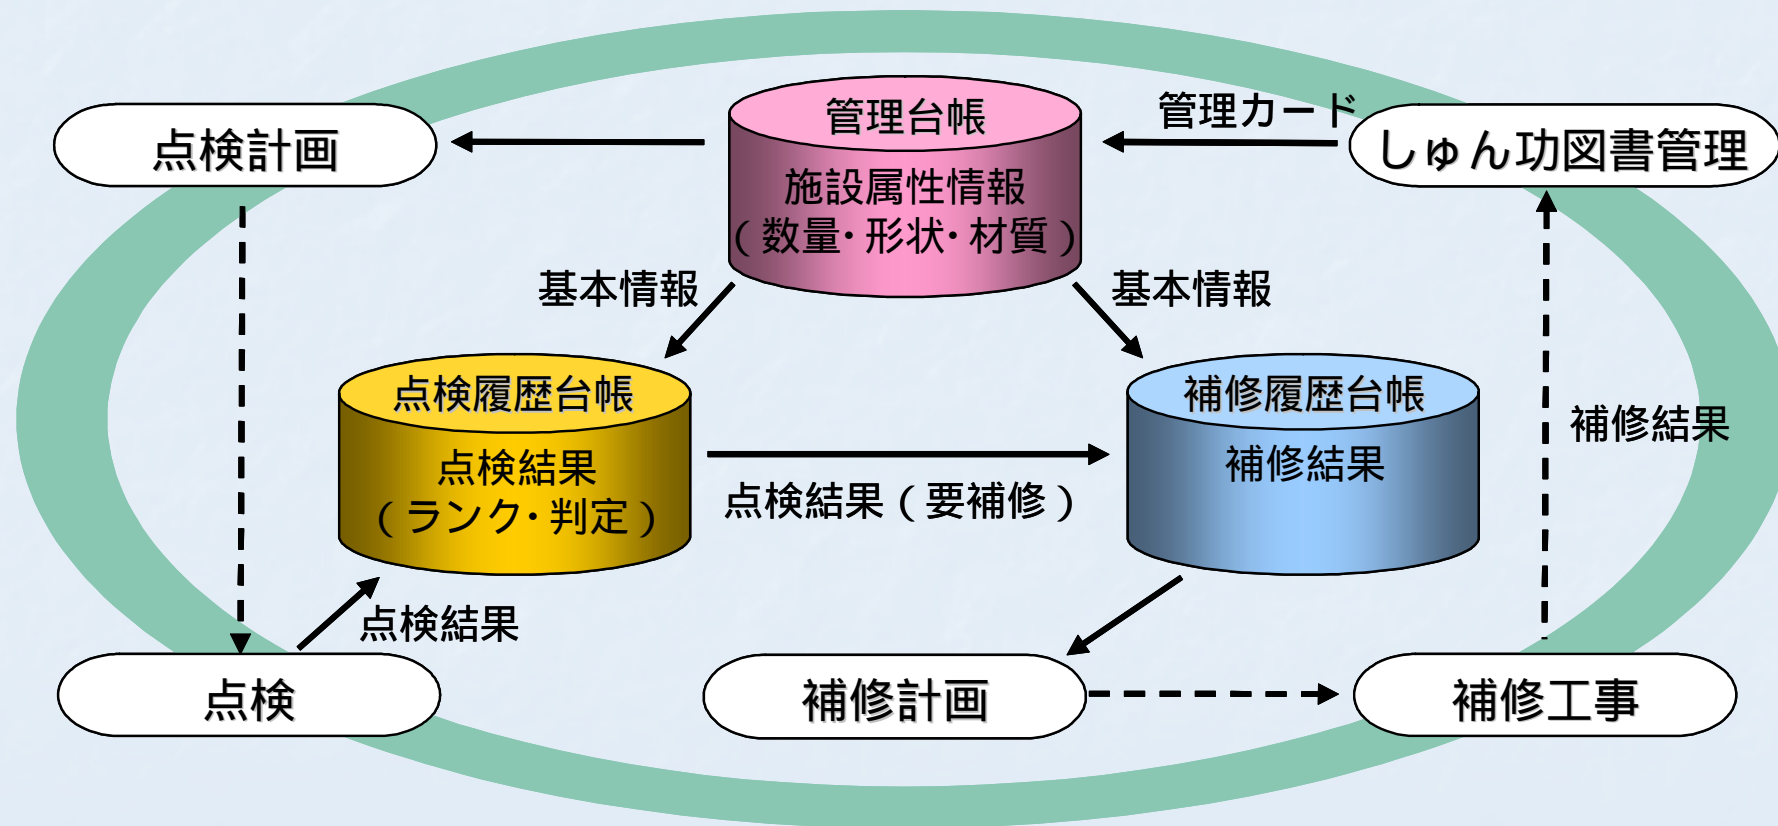 管理台帳
管理カード
点検計画
しゅん功図書管理
施設属性情報
（数量・形状・材質）
基本情報
基本情報
点検履歴台帳
補修履歴台帳
点検結果
（ランク・判定）
補修結果
補修結果
点検結果（要補修）
点検結果
点検
補修計画
補修工事